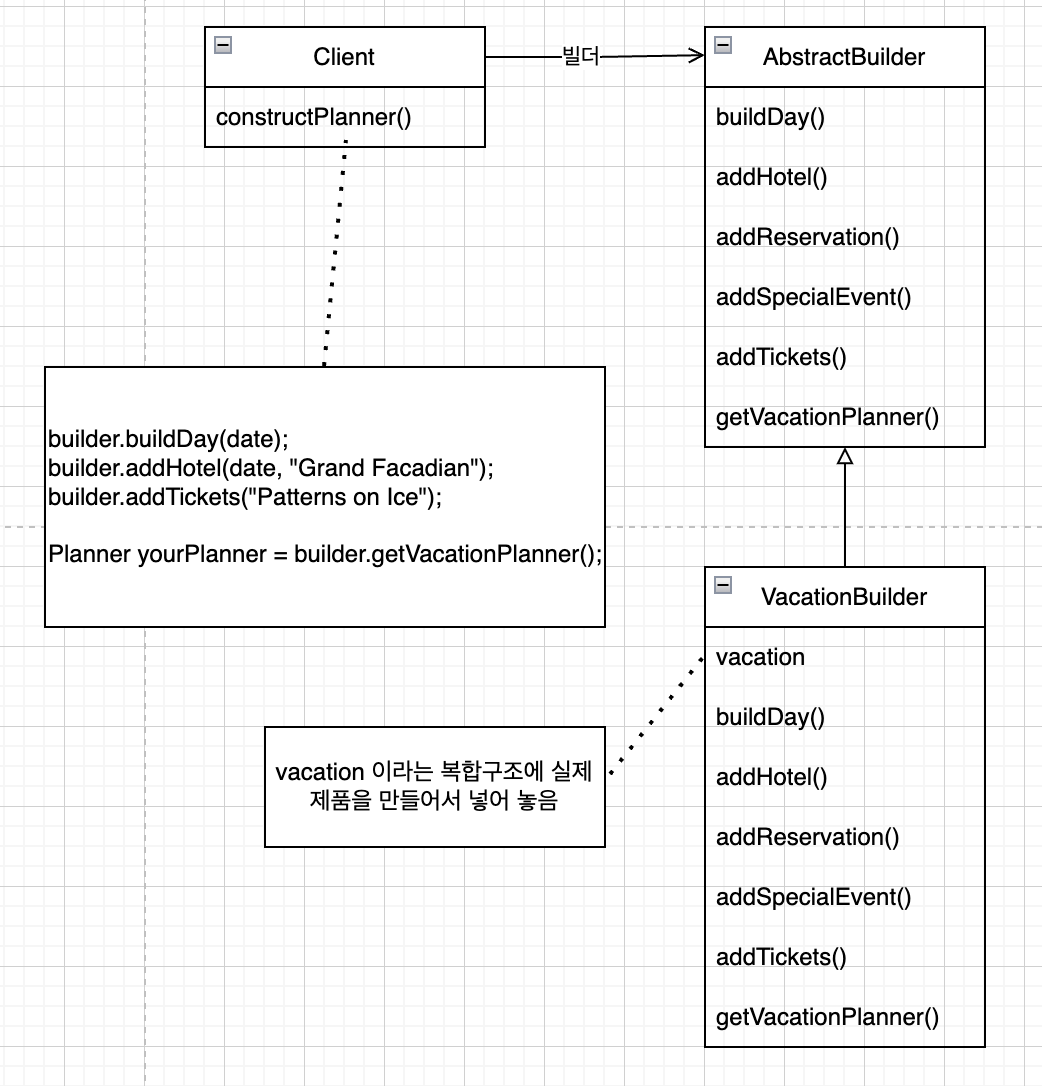 Client
constructPlanner()
빌더
AbstractBuilder
buildDay()
addHotel()
addReservation()
addSpecialEvent()
addTickets()
getVacationPlanner()
builder.buildDay(date);
builder.addHotel(date, "Grand Facadian");
builder.addTickets("Patterns on Ice");
Planner yourPlanner = builder.getVacationPlanner();
VacationBuilder
vacation
buildDay()
addHotel()
addReservation()
addSpecialEvent()
addTickets()
getVacationPlanner()
vacation 이라는 복합구조에 실제
제품을 만들어서 넣어 놓음